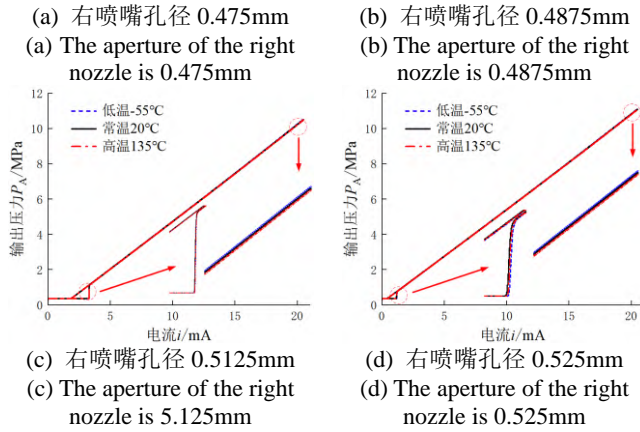 (a) 右喷嘴孔径 0.475mm
(a) The aperture of the right
nozzle is 0.475mm
(b) 右喷嘴孔径 0.4875mm
(b) The aperture of the right
nozzle is 0.4875mm
12
10
8
6
4
2
0
输出压力P_A/MPa
低温-55℃
常温20℃
高温135℃
0
5
10
15
20
电流i/mA
12
10
8
6
4
2
0
输出压力P_A/MPa
低温-55℃
常温20℃
高温135℃
0
5
10
15
20
电流i/mA
(c) 右喷嘴孔径 0.5125mm
(c) The aperture of the right
nozzle is 5.125mm
(d) 右喷嘴孔径 0.525mm
(d) The aperture of the right
nozzle is 0.525mm